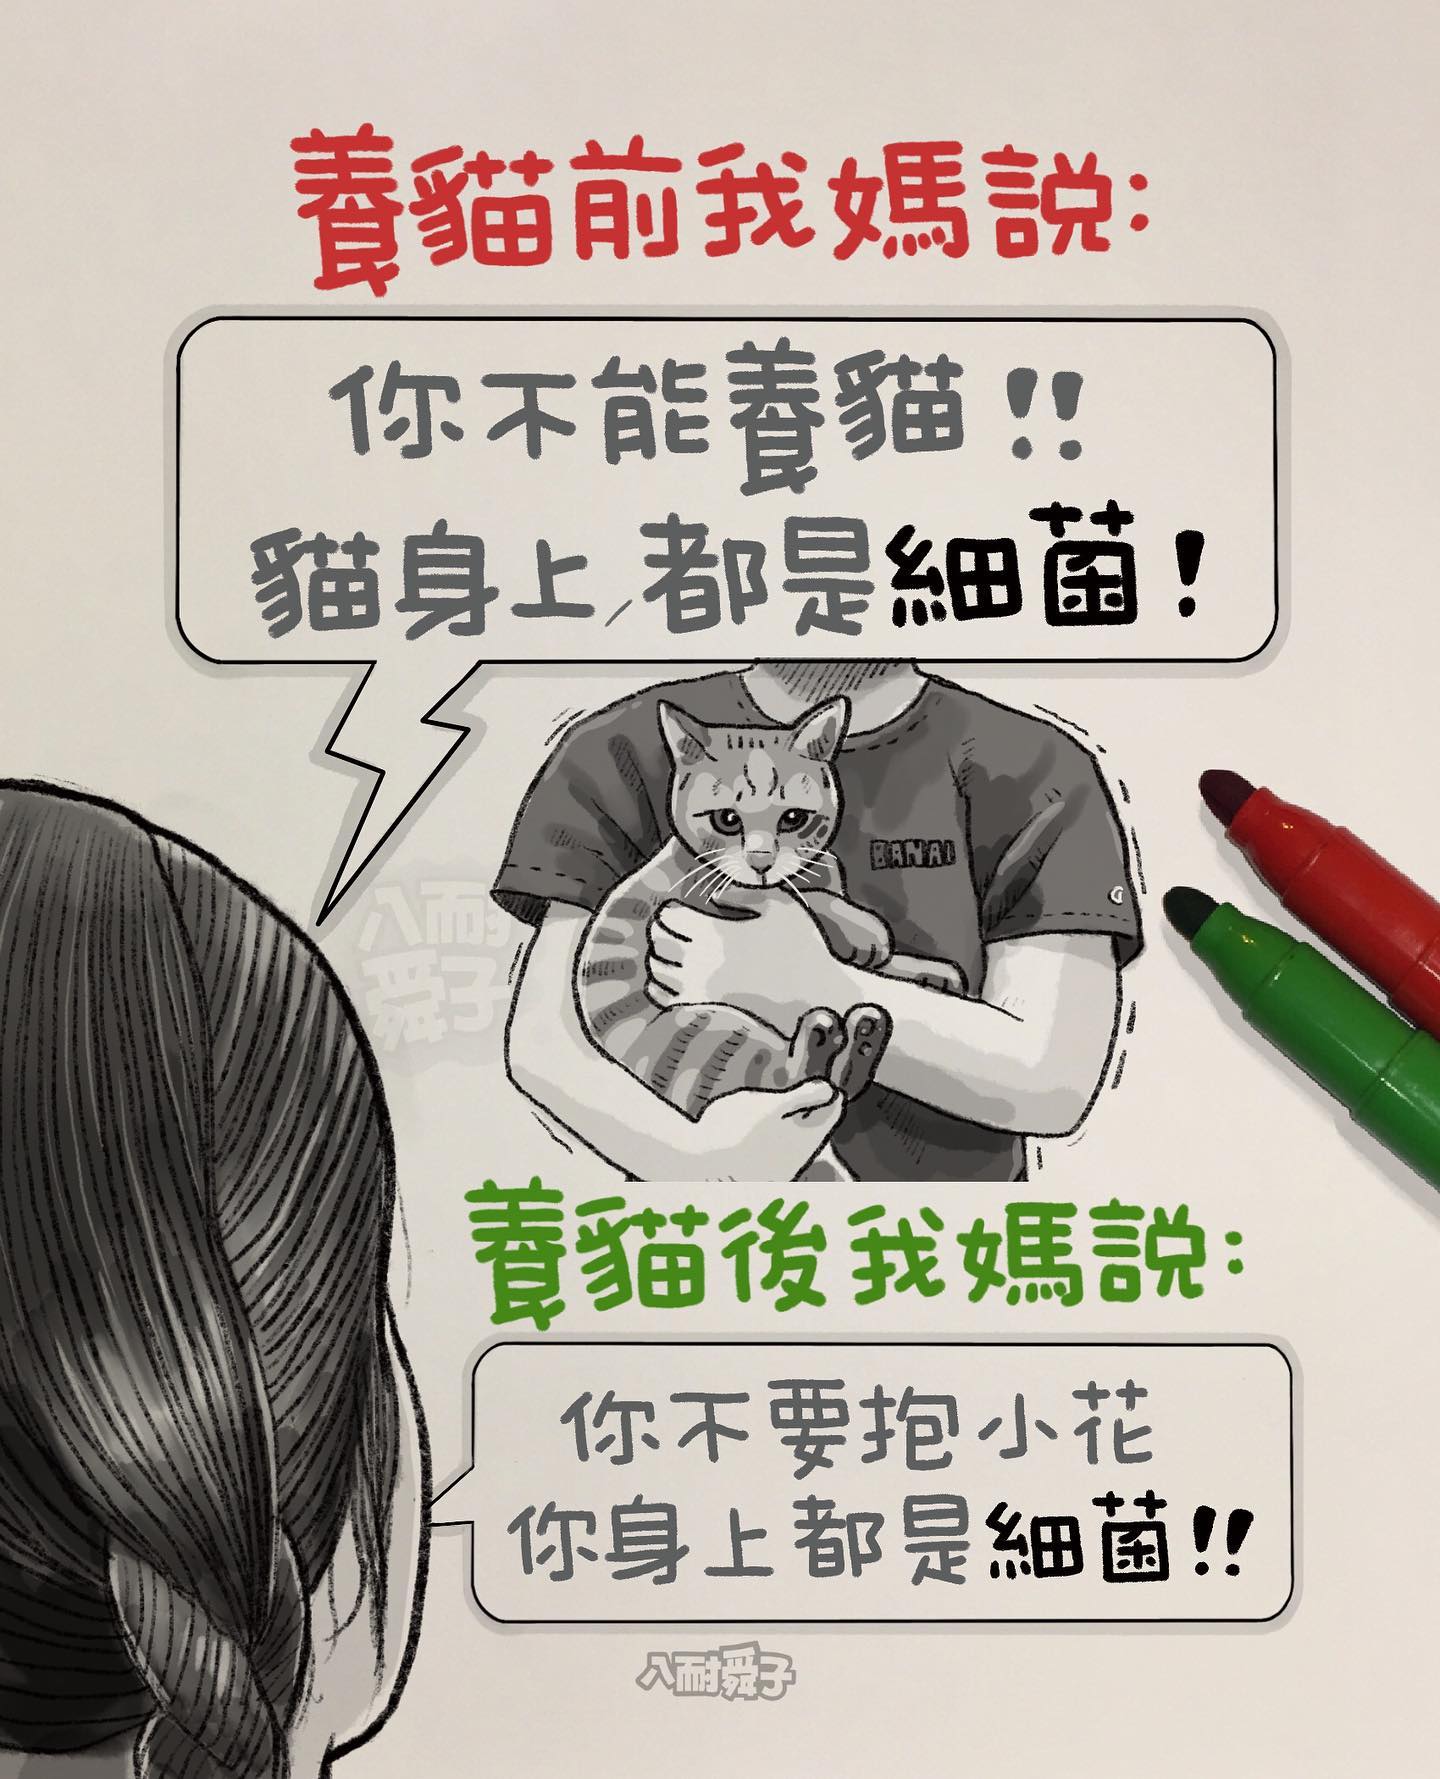 養貓前我媽說:
你不能養貓!!
貓身上都是細菌!
BANAI
八耐
舜子
養貓後我媽說:
你不要抱小花
你身上都是細菌!!
八耐舜子